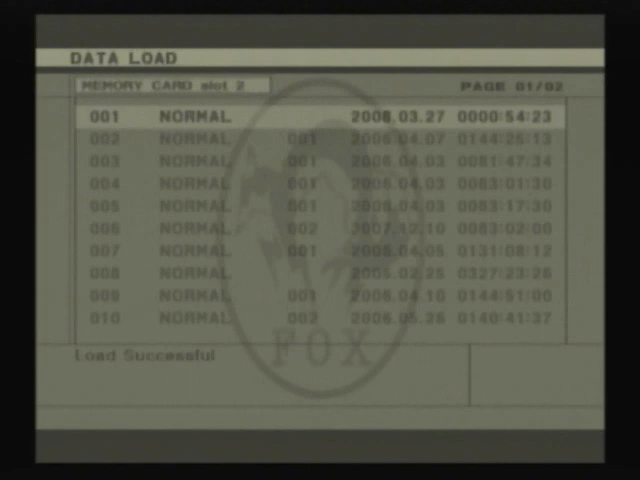 DATA LOAD
MEMORY CARD slot 2 PAGE 01/02
001 NORMAL 2008.03.27 0000:54:23
002 NORMAL 001 2006.04.07 0144:25:13
003 NORMAL 001 2006.04.03 0081:47:34
004 NORMAL 001 2006.04.03 0083:01:30
005 NORMAL 001 2006.04.03 0083:17:30
006 NORMAL 002 2007.12.10 0083:02:00
007 NORMAL 001 2006.04.05 0131:08:12
008 NORMAL 2006.02.25 0327:23:26
009 NORMAL 001 2006.04.10 0144:51:00
010 NORMAL 002 2006.05.26 0140:41:37
FOX
Load Successful